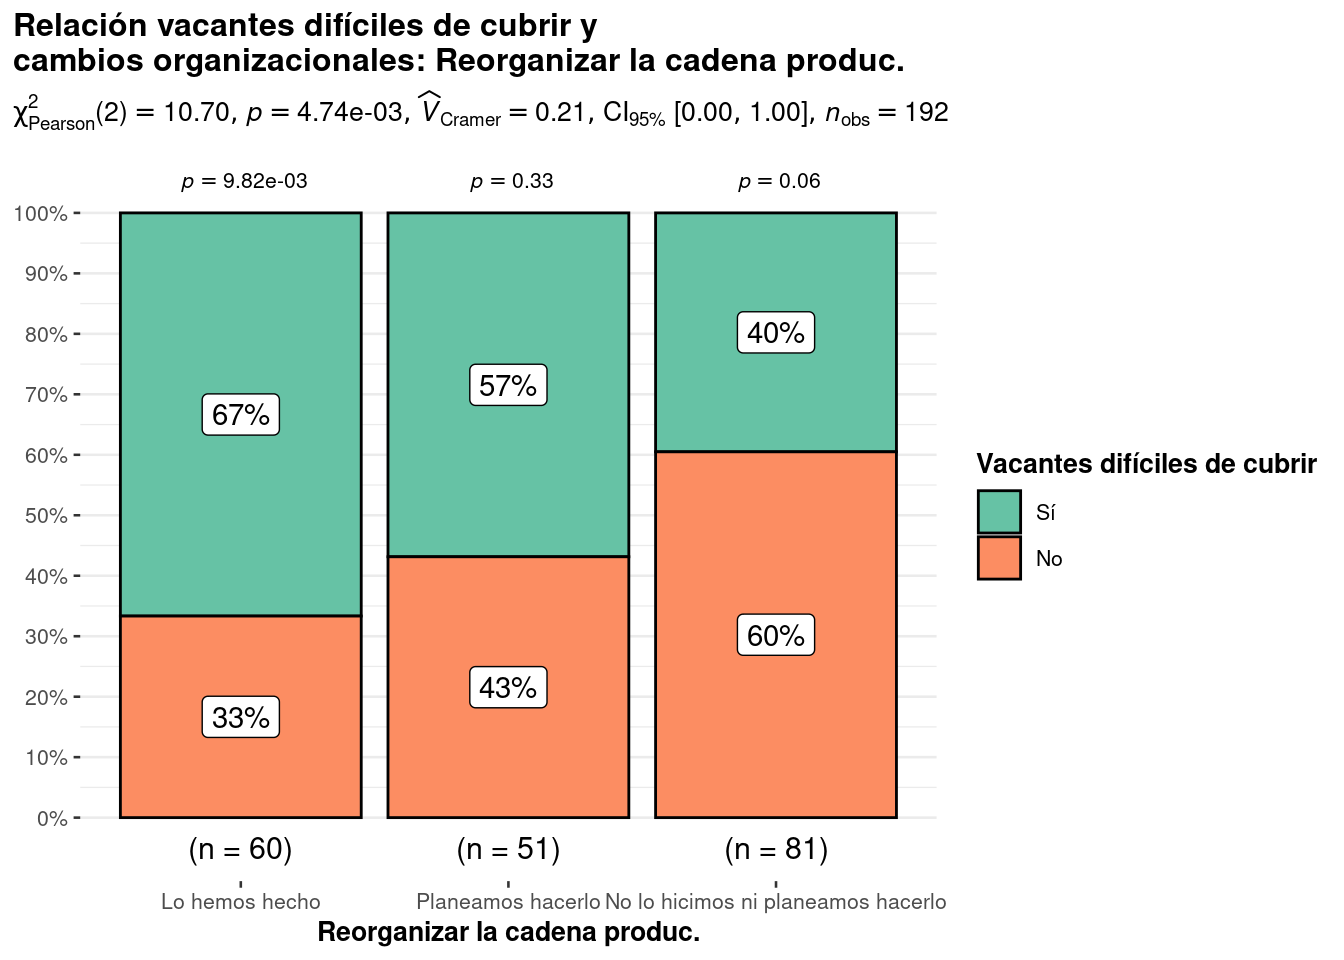 Relación vacantes difíciles de cubrir y
cambios organizacionales: Reorganizar la cadena produc.
χ²Pearson(2) = 10.70, p = 4.74e-03, V̂Cramer = 0.21, CI95% [0.00, 1.00], nobs = 192
p = 9.82e-03 p = 0.33 p = 0.06
100%
90%
80%
70%
60%
50%
40%
30%
20%
10%
0%
67% 57% 40%
33% 43% 60%
(n = 60) (n = 51) (n = 81)
Lo hemos hecho Planeamos hacerlo No lo hicimos ni planeamos hacerlo
Reorganizar la cadena produc.
Vacantes difíciles de cubrir
Sí
No